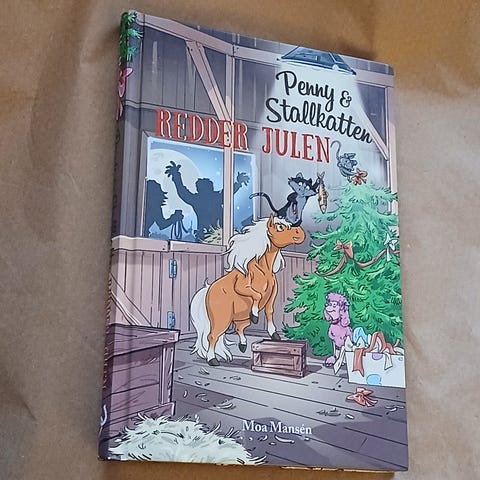 Penny &
Stallkatten
REDDER JULEN
Moa Mansén